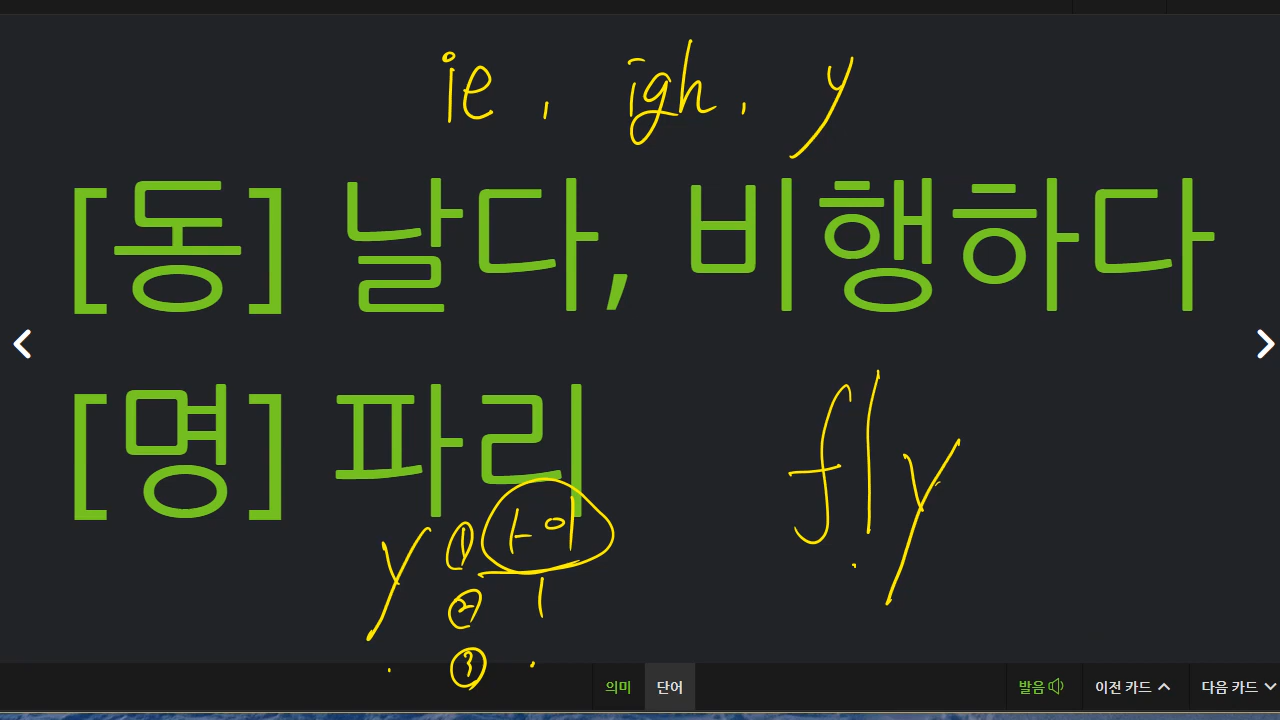 ie, igh, y
[동] 날다, 비행하다
[명] 파리
fly
y ① ㅏ이
② ㅣ
③
의미 단어 발음 이전 카드 다음 카드